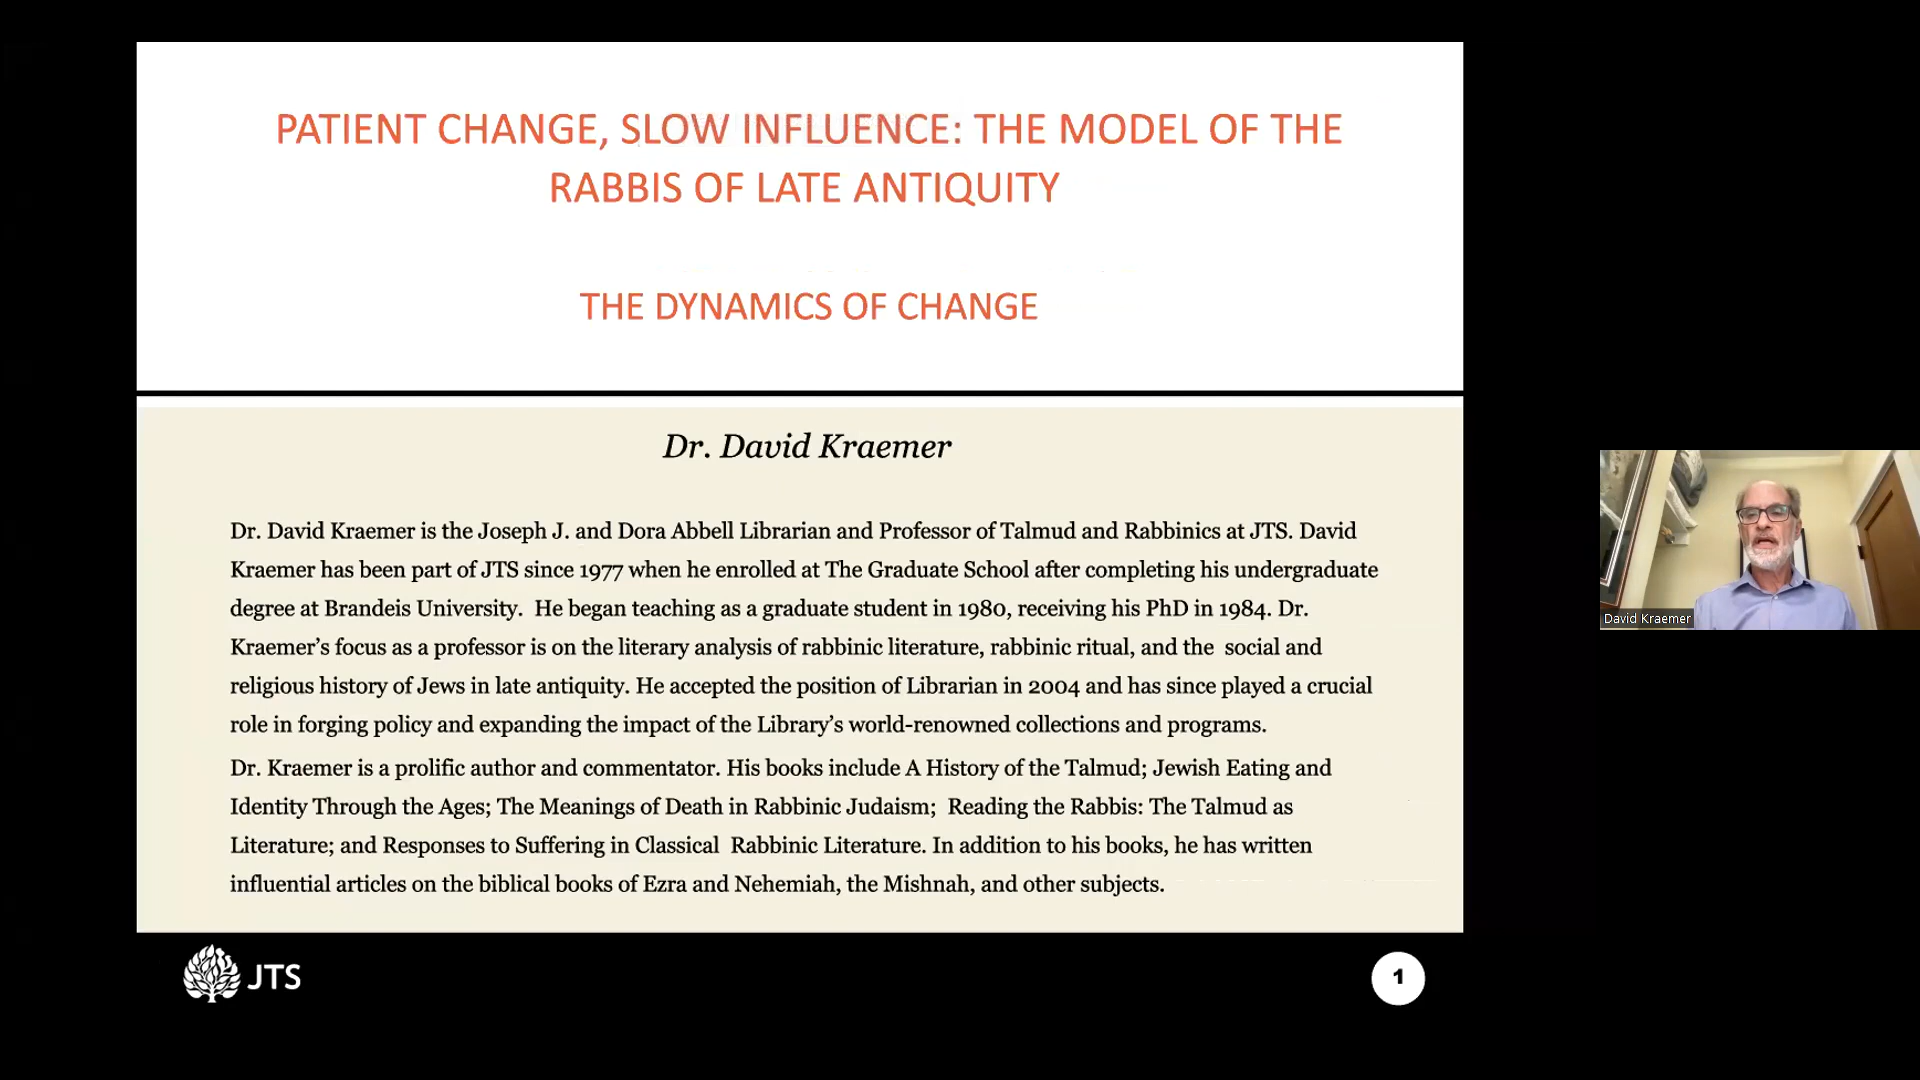 PATIENT CHANGE, SLOW INFLUENCE: THE MODEL OF THE
RABBIS OF LATE ANTIQUITY
THE DYNAMICS OF CHANGE
Dr. David Kraemer
Dr. David Kraemer is the Joseph J. and Dora Abbell Librarian and Professor of Talmud and Rabbinics at JTS. David
Kraemer has been part of JTS since 1977 when he enrolled at The Graduate School after completing his undergraduate
degree at Brandeis University.  He began teaching as a graduate student in 1980, receiving his PhD in 1984. Dr.
Kraemer’s focus as a professor is on the literary analysis of rabbinic literature, rabbinic ritual, and the  social and
religious history of Jews in late antiquity. He accepted the position of Librarian in 2004 and has since played a crucial
role in forging policy and expanding the impact of the Library’s world-renowned collections and programs.
Dr. Kraemer is a prolific author and commentator. His books include A History of the Talmud; Jewish Eating and
Identity Through the Ages; The Meanings of Death in Rabbinic Judaism;  Reading the Rabbis: The Talmud as
Literature; and Responses to Suffering in Classical  Rabbinic Literature. In addition to his books, he has written
influential articles on the biblical books of Ezra and Nehemiah, the Mishnah, and other subjects.
David Kraemer
JTS
1